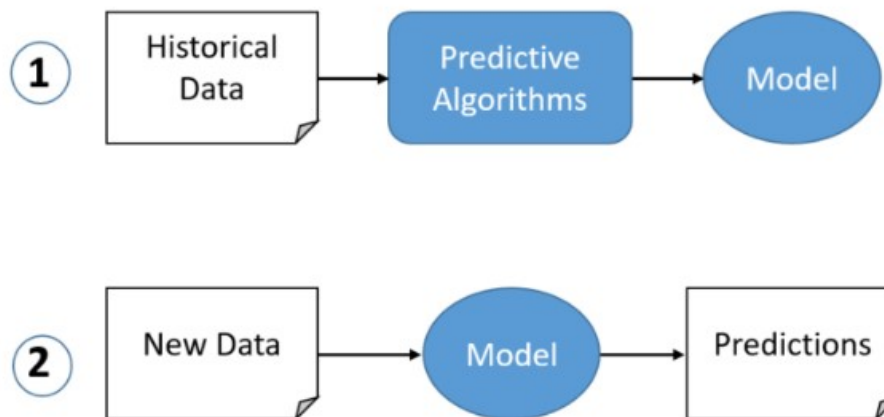 1
Historical
Data
Predictive
Algorithms
Model
2
New Data
Model
Predictions